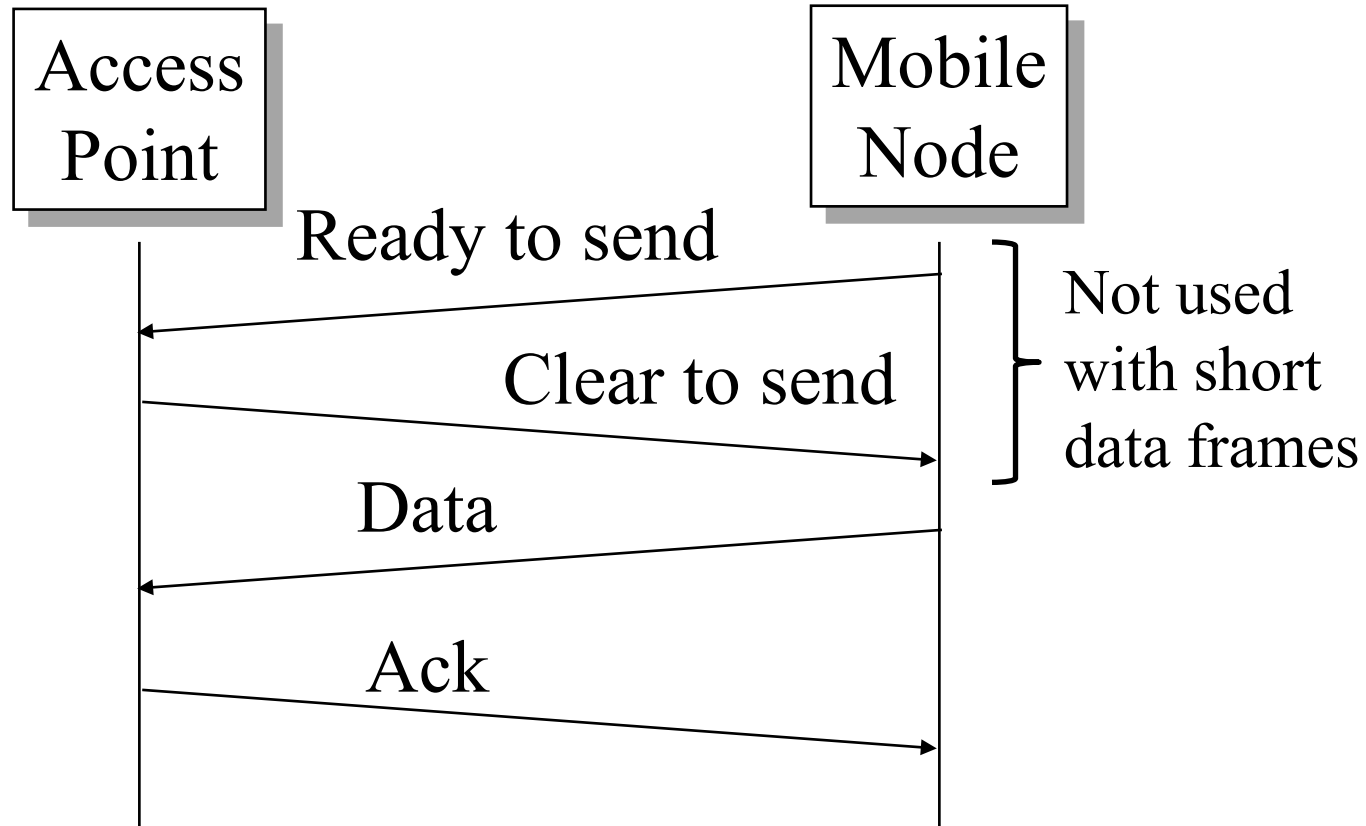 Access
Point
Mobile
Node
Ready to send
Not used
with short
data frames
Clear to send
Data
Ack